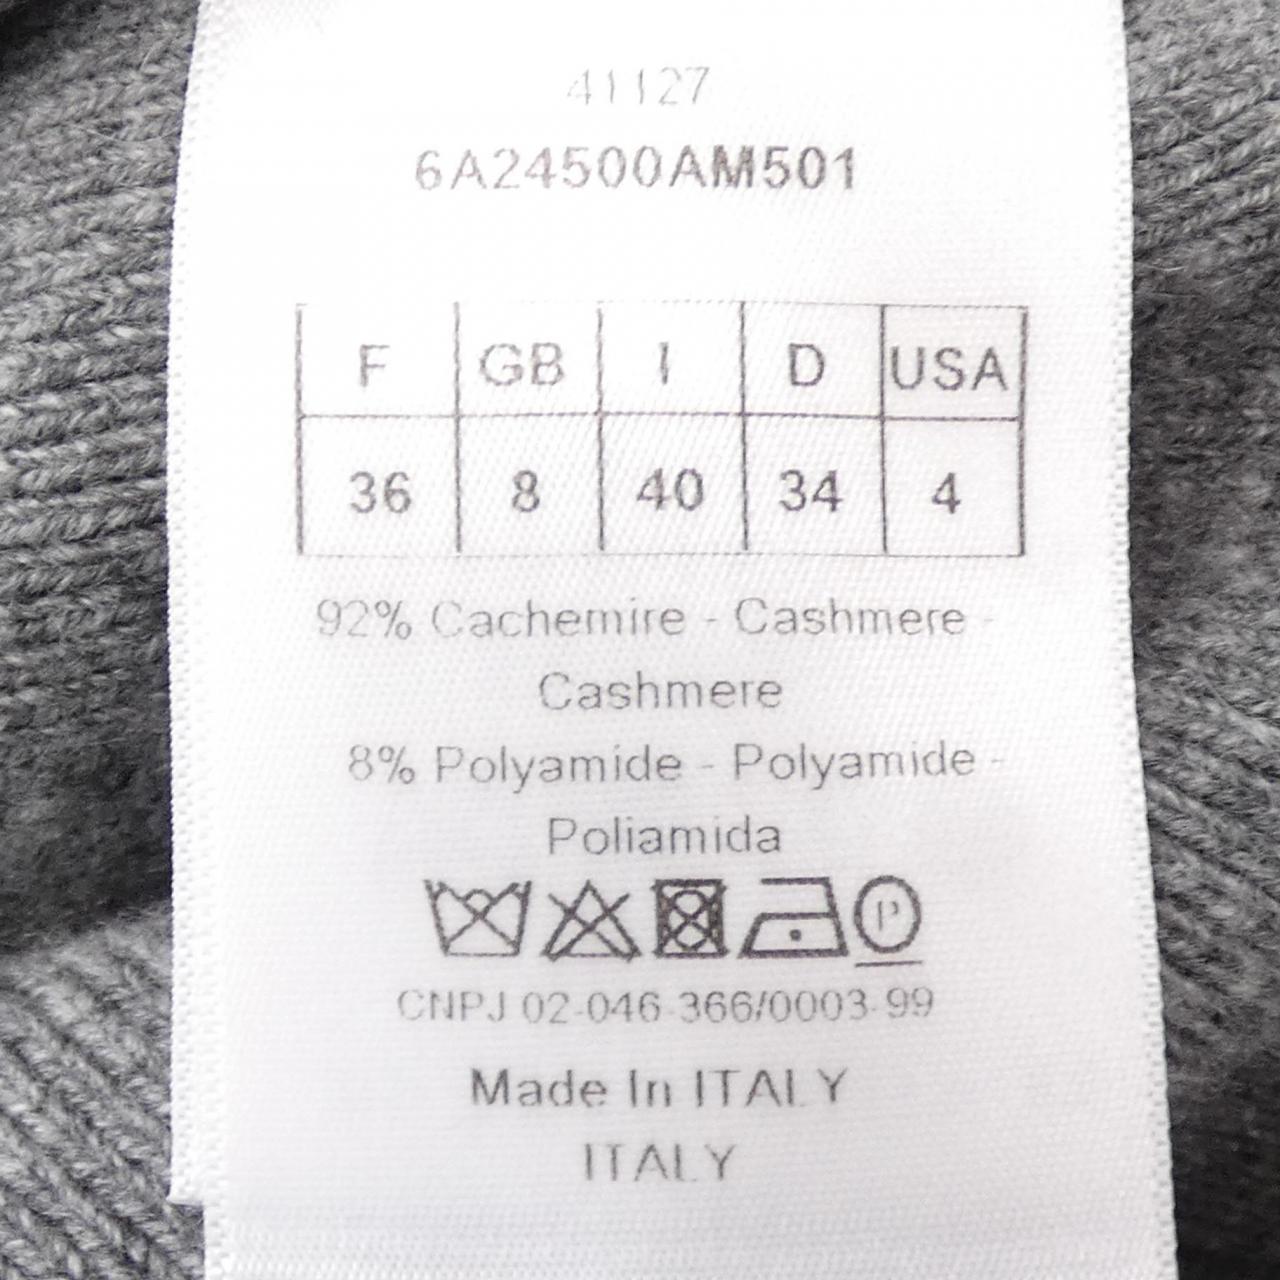 41127
6A24500AM501
F GB I D USA
36 8 40 34 4
92% Cachemire - Cashmere -
Cashmere
8% Polyamide - Polyamide -
Poliamida
P
CNPJ 02-046-366/0003-99
Made In ITALY
ITALY